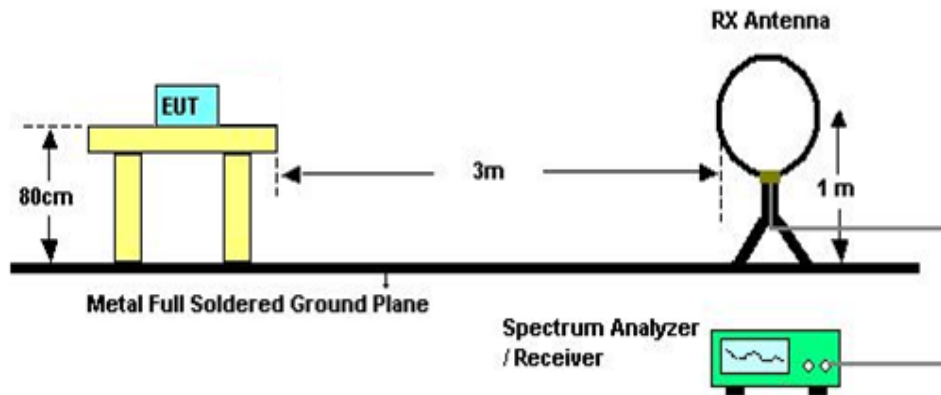 RX Antenna
EUT
3m
80cm
1 m
Metal Full Soldered Ground Plane
Spectrum Analyzer
/ Receiver